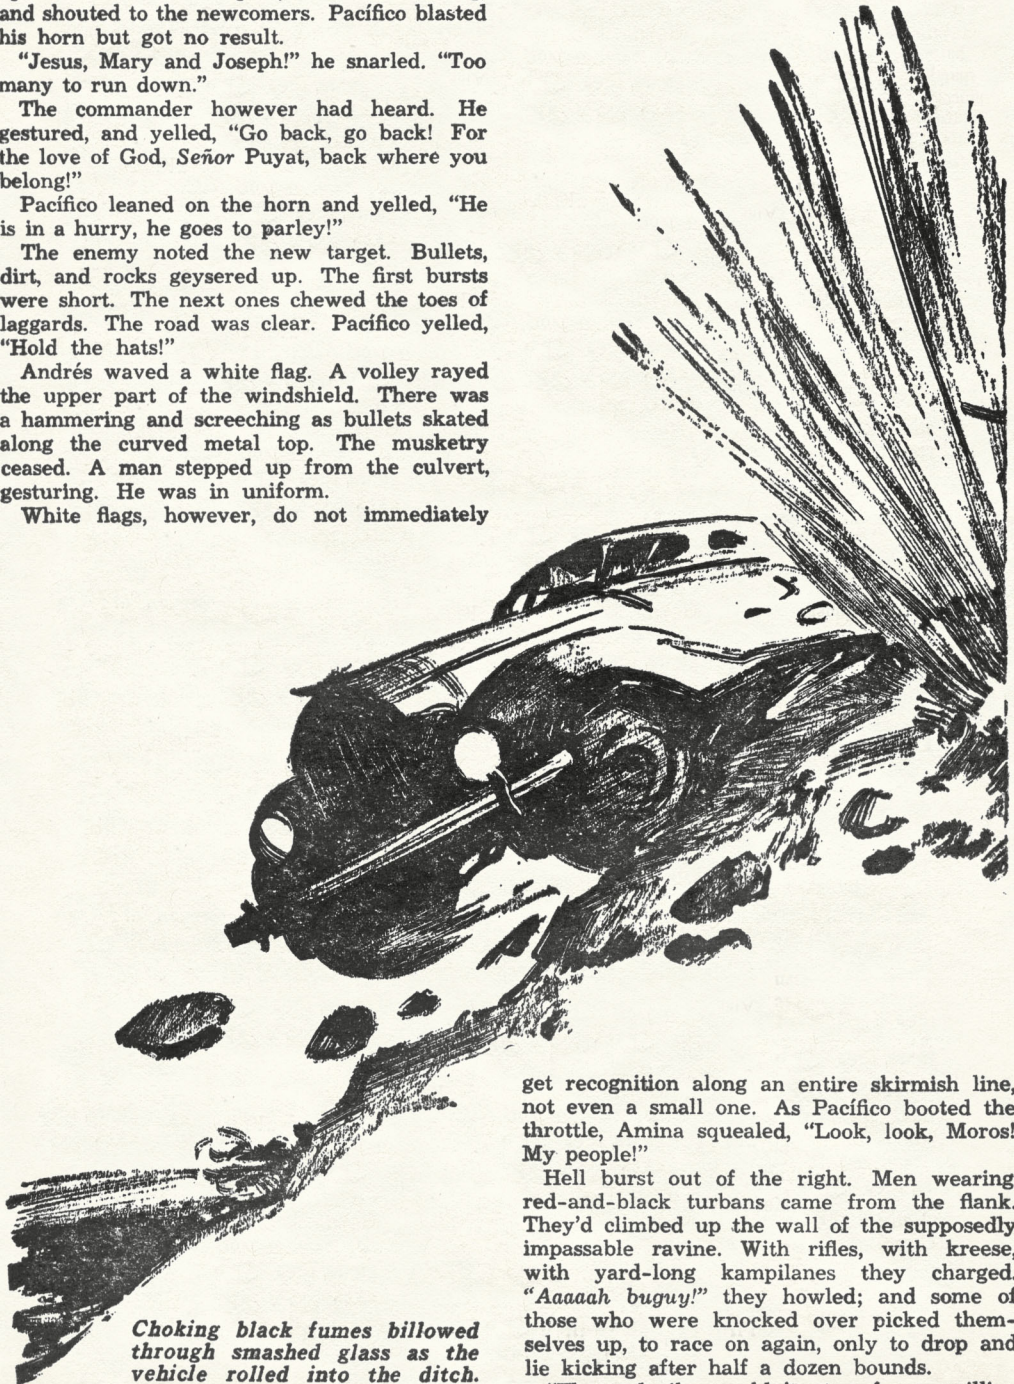 and shouted to the newcomers. Pacífico blasted
his horn but got no result.
"Jesus, Mary and Joseph!" he snarled. "Too
many to run down."
The commander however had heard. He
gestured, and yelled, "Go back, go back! For
the love of God, Señor Puyat, back where you
belong!"
Pacífico leaned on the horn and yelled, "He
is in a hurry, he goes to parley!"
The enemy noted the new target. Bullets,
dirt, and rocks geysered up. The first bursts
were short. The next ones chewed the toes of
laggards. The road was clear. Pacífico yelled,
"Hold the hats!"
Andrés waved a white flag. A volley rayed
the upper part of the windshield. There was
a hammering and screeching as bullets skated
along the curved metal top. The musketry
ceased. A man stepped up from the culvert,
gesturing. He was in uniform.
White flags, however, do not immediately
get recognition along an entire skirmish line,
not even a small one. As Pacífico booted the
throttle, Amina squealed, "Look, look, Moros!
My people!"
Hell burst out of the right. Men wearing
red-and-black turbans came from the flank.
They'd climbed up the wall of the supposedly
impassable ravine. With rifles, with kreese,
with yard-long kampilanes they charged.
"Aaaaah buguy!" they howled; and some of
those who were knocked over picked them-
selves up, to race on again, only to drop and
lie kicking after half a dozen bounds.
Choking black fumes billowed
through smashed glass as the
vehicle rolled into the ditch.